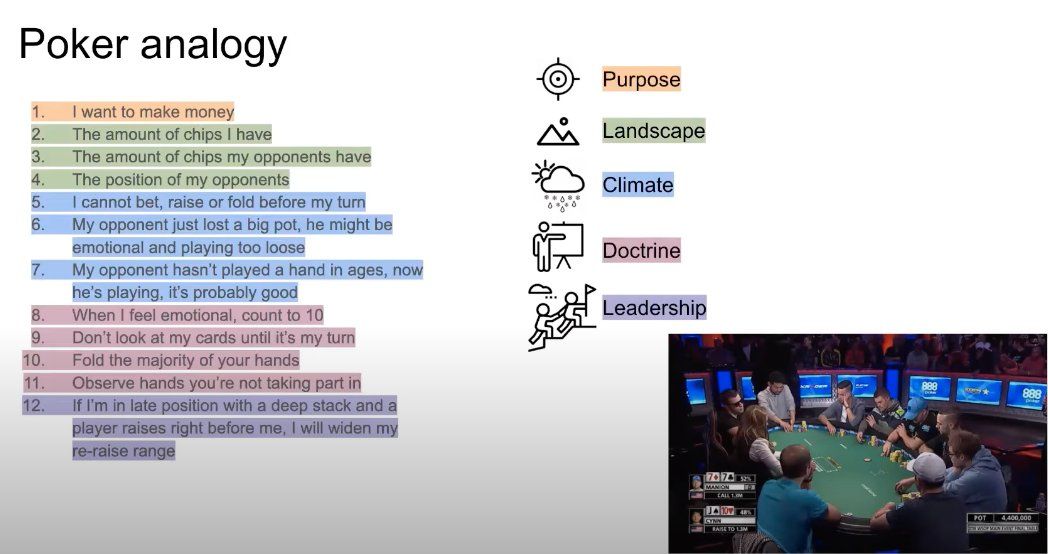 Poker analogy
1. I want to make money
2. The amount of chips I have
3. The amount of chips my opponents have
4. The position of my opponents
5. I cannot bet, raise or fold before my turn
6. My opponent just lost a big pot, he might be
emotional and playing too loose
7. My opponent hasn't played a hand in ages, now
he's playing, it's probably good
8. When I feel emotional, count to 10
9. Don't look at my cards until it's my turn
10. Fold the majority of your hands
11. Observe hands you're not taking part in
12. If I'm in late position with a deep stack and a
player raises right before me, I will widen my
re-raise range
Purpose
Landscape
Climate
Doctrine
Leadership
888
poker
888
poker
7 7 52%
MANION
CALL 1.3M
J 10 48%
CYNN
RAISE TO 1.3M
POT 4,400,000